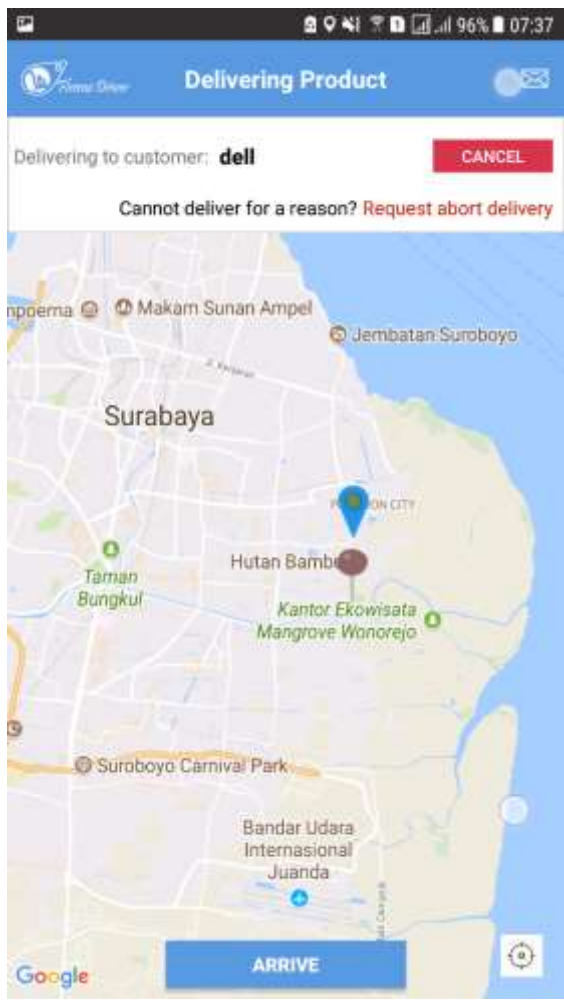 96% 07:37
Delivering Product
Delivering to customer: dell
CANCEL
Cannot deliver for a reason? Request abort delivery
Makam Sunan Ampel
Jembatan Suroboyo
Surabaya
CITY
Hutan
Taman
Bungkul
Kantor Ekowisata
Mangrove Wonorejo
Suroboyo Carnival Park
Bandar Udara
Internasional
Juanda
ARRIVE
Google